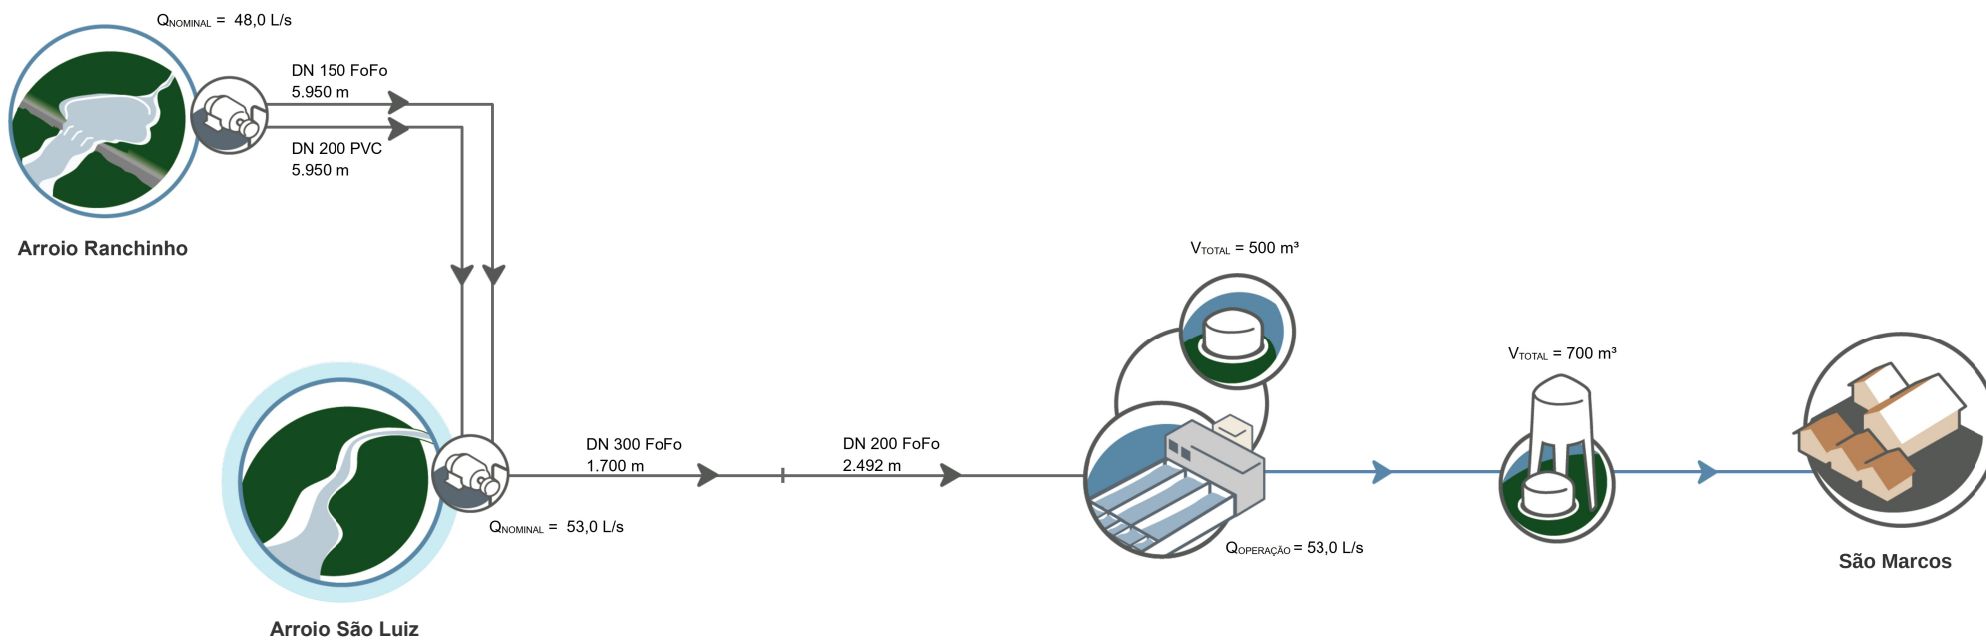 QNOMINAL = 48,0 L/s
DN 150 FoFo
5.950 m
DN 200 PVC
5.950 m
Arroio Ranchinho
VTOTAL = 500 m³
VTOTAL = 700 m³
DN 300 FoFo
1.700 m
DN 200 FoFo
2.492 m
QNOMINAL = 53,0 L/s
QOPERAÇÃO = 53,0 L/s
São Marcos
Arroio São Luiz